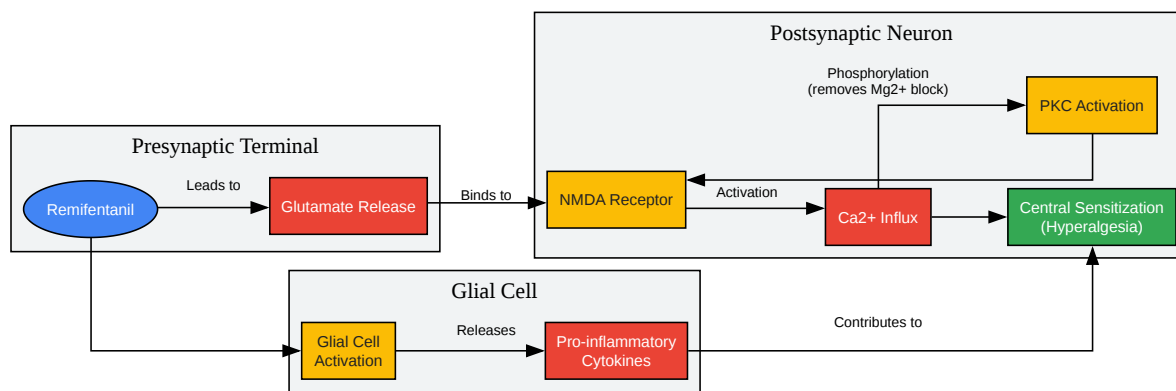 Postsynaptic Neuron
Phosphorylation
(removes Mg2+ block)
PKC Activation
Presynaptic Terminal
Leads to
Remifentanil
Glutamate Release
Binds to
NMDA Receptor
Activation
Ca2+ Influx
Central Sensitization
(Hyperalgesia)
Glial Cell
Glial Cell
Activation
Releases
Pro-inflammatory
Cytokines
Contributes to